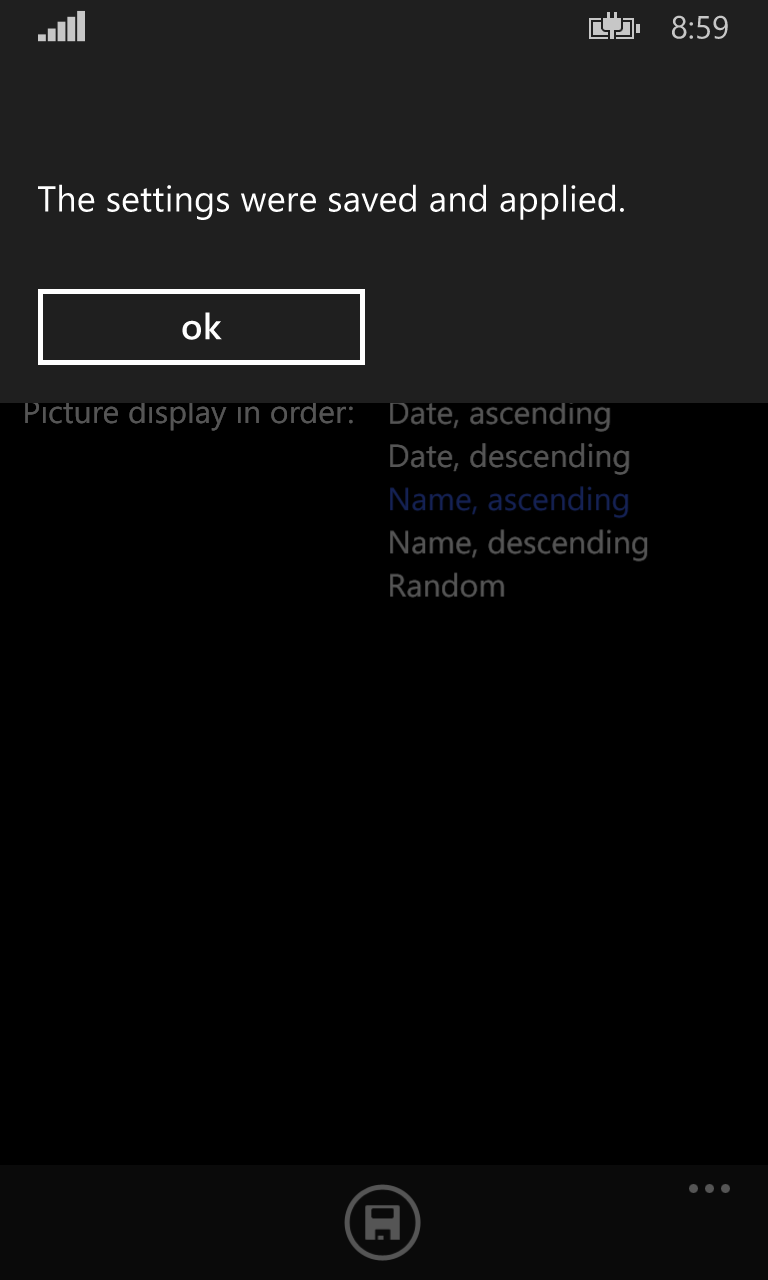 8:59
The settings were saved and applied.
ok
Picture display in order: Date, ascending
Date, descending
Name, ascending
Name, descending
Random